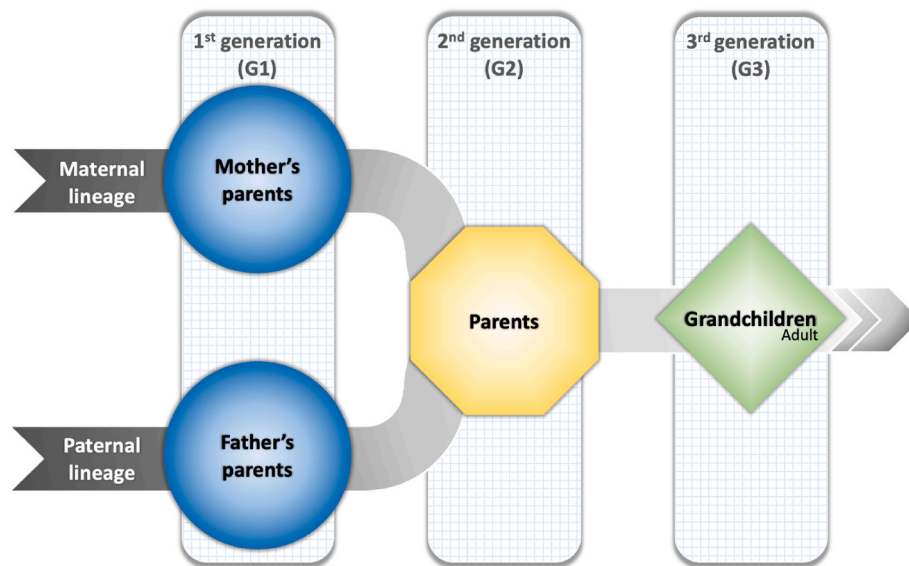 1st generation
(G1)
2nd generation
(G2)
3rd generation
(G3)
Maternal
lineage
Mother’s
parents
Parents
Grandchildren
Adult
Paternal
lineage
Father’s
parents